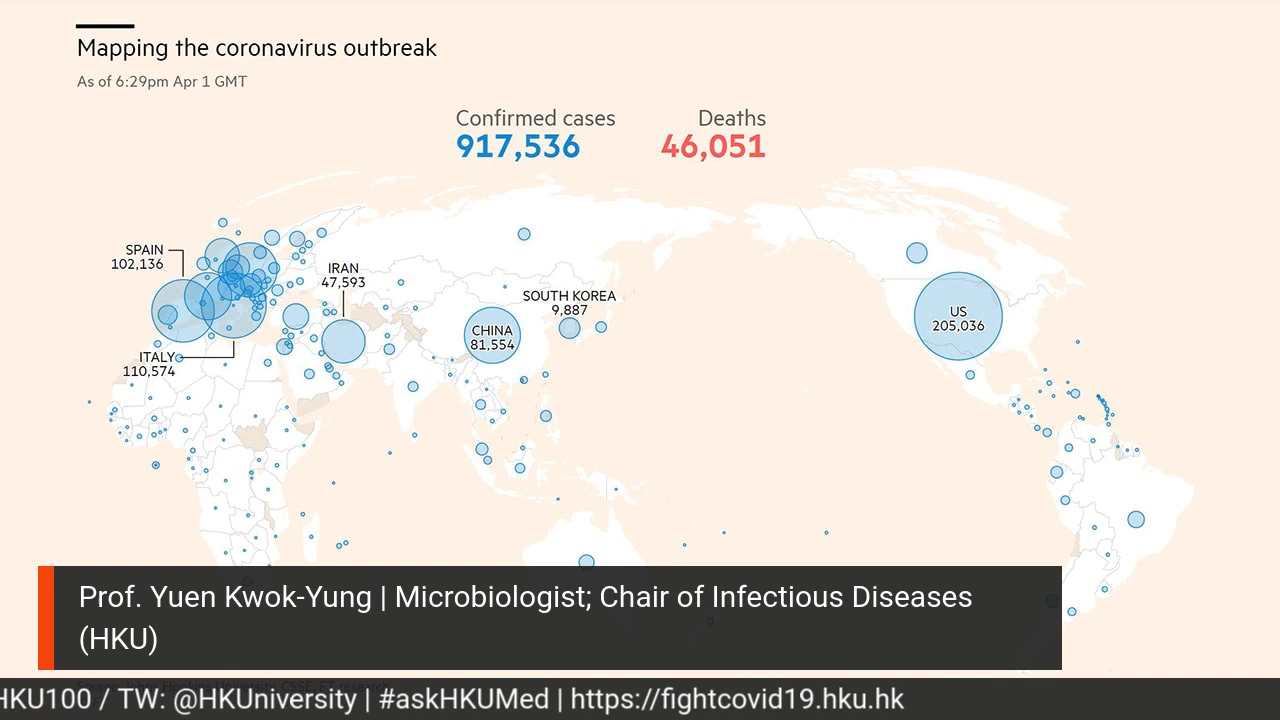 Mapping the coronavirus outbreak
As of 6:29pm Apr 1 GMT
Confirmed cases
917,536
Deaths
46,051
SPAIN
102,136
IRAN
47,593
SOUTH KOREA
9,887
CHINA
81,554
US
205,036
ITALY
110,574
Prof. Yuen Kwok-Yung | Microbiologist; Chair of Infectious Diseases
(HKU)
HKU100 / TW: @HKUniversity | #askHKUMed | https://fightcovid19.hku.hk